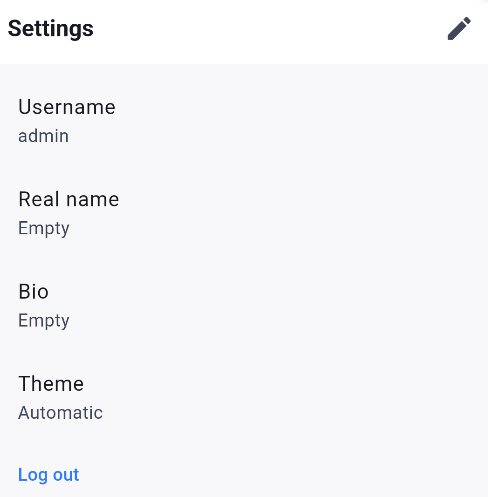 Settings
Username
admin
Real name
Empty
Bio
Empty
Theme
Automatic
Log out